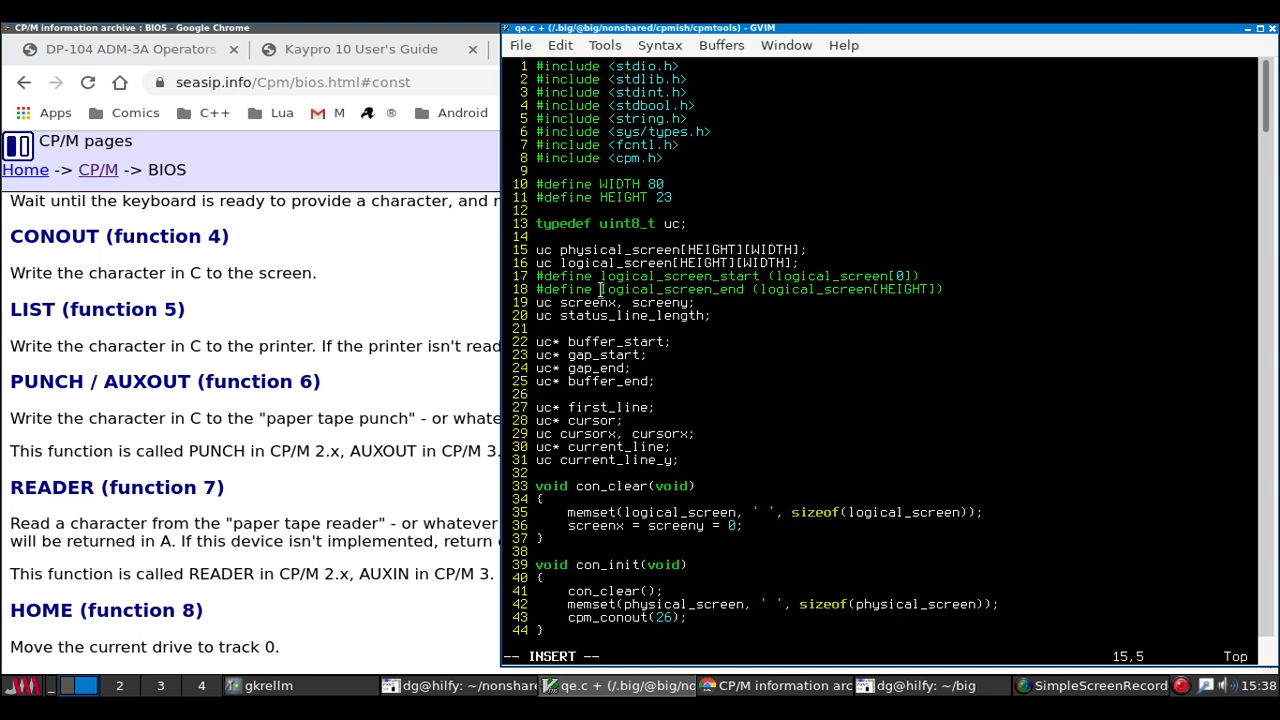 CP/M information archive : BIOS - Google Chrome
DP-104 ADM-3A Operators
Kaypro 10 User's Guide
seasip.info/Cpm/bios.html#const
Apps
Comics
C++
Lua
M
®
Android
CP/M pages
Home -> CP/M -> BIOS
Wait until the keyboard is ready to provide a character, and r
CONOUT (function 4)
Write the character in C to the screen.
LIST (function 5)
Write the character in C to the printer. If the printer isn't read
PUNCH / AUXOUT (function 6)
Write the character in C to the "paper tape punch" - or whate
This function is called PUNCH in CP/M 2.x, AUXOUT in CP/M 3.
READER (function 7)
Read a character from the "paper tape reader" - or whatever
will be returned in A. If this device isn't implemented, return
This function is called READER in CP/M 2.x, AUXIN in CP/M 3.
HOME (function 8)
Move the current drive to track 0.
qe.c + (/.big/@big/nonshared/cpmish/cpmtools) - GVIM
File Edit Tools Syntax Buffers Window Help
1 #include <stdio.h>
2 #include <stdlib.h>
3 #include <stdint.h>
4 #include <stdbool.h>
5 #include <string.h>
6 #include <sys/types.h>
7 #include <fcntl.h>
8 #include <cpm.h>
9
10 #define WIDTH 80
11 #define HEIGHT 23
12
13 typedef uint8_t uc;
14
15 uc physical_screen[HEIGHT][WIDTH];
16 uc logical_screen[HEIGHT][WIDTH];
17 #define logical_screen_start (logical_screen[0])
18 #define logical_screen_end (logical_screen[HEIGHT])
19 uc screenx, screeny;
20 uc status_line_length;
21
22 uc* buffer_start;
23 uc* gap_start;
24 uc* gap_end;
25 uc* buffer_end;
26
27 uc* first_line;
28 uc* cursor;
29 uc cursorx, cursorx;
30 uc* current_line;
31 uc current_line_y;
32
33 void con_clear(void)
34 {
35     memset(logical_screen, ' ', sizeof(logical_screen));
36     screenx = screeny = 0;
37 }
38
39 void con_init(void)
40 {
41     con_clear();
42     memset(physical_screen, ' ', sizeof(physical_screen));
43     cpm_conout(26);
44 }
-- INSERT --
15,5
Top
2
3
4
gkrellm
dg@hilfy: ~/nonshare
qe.c + (/.big/@big/no
CP/M information arc
dg@hilfy: ~/big
SimpleScreenRecord
15:38